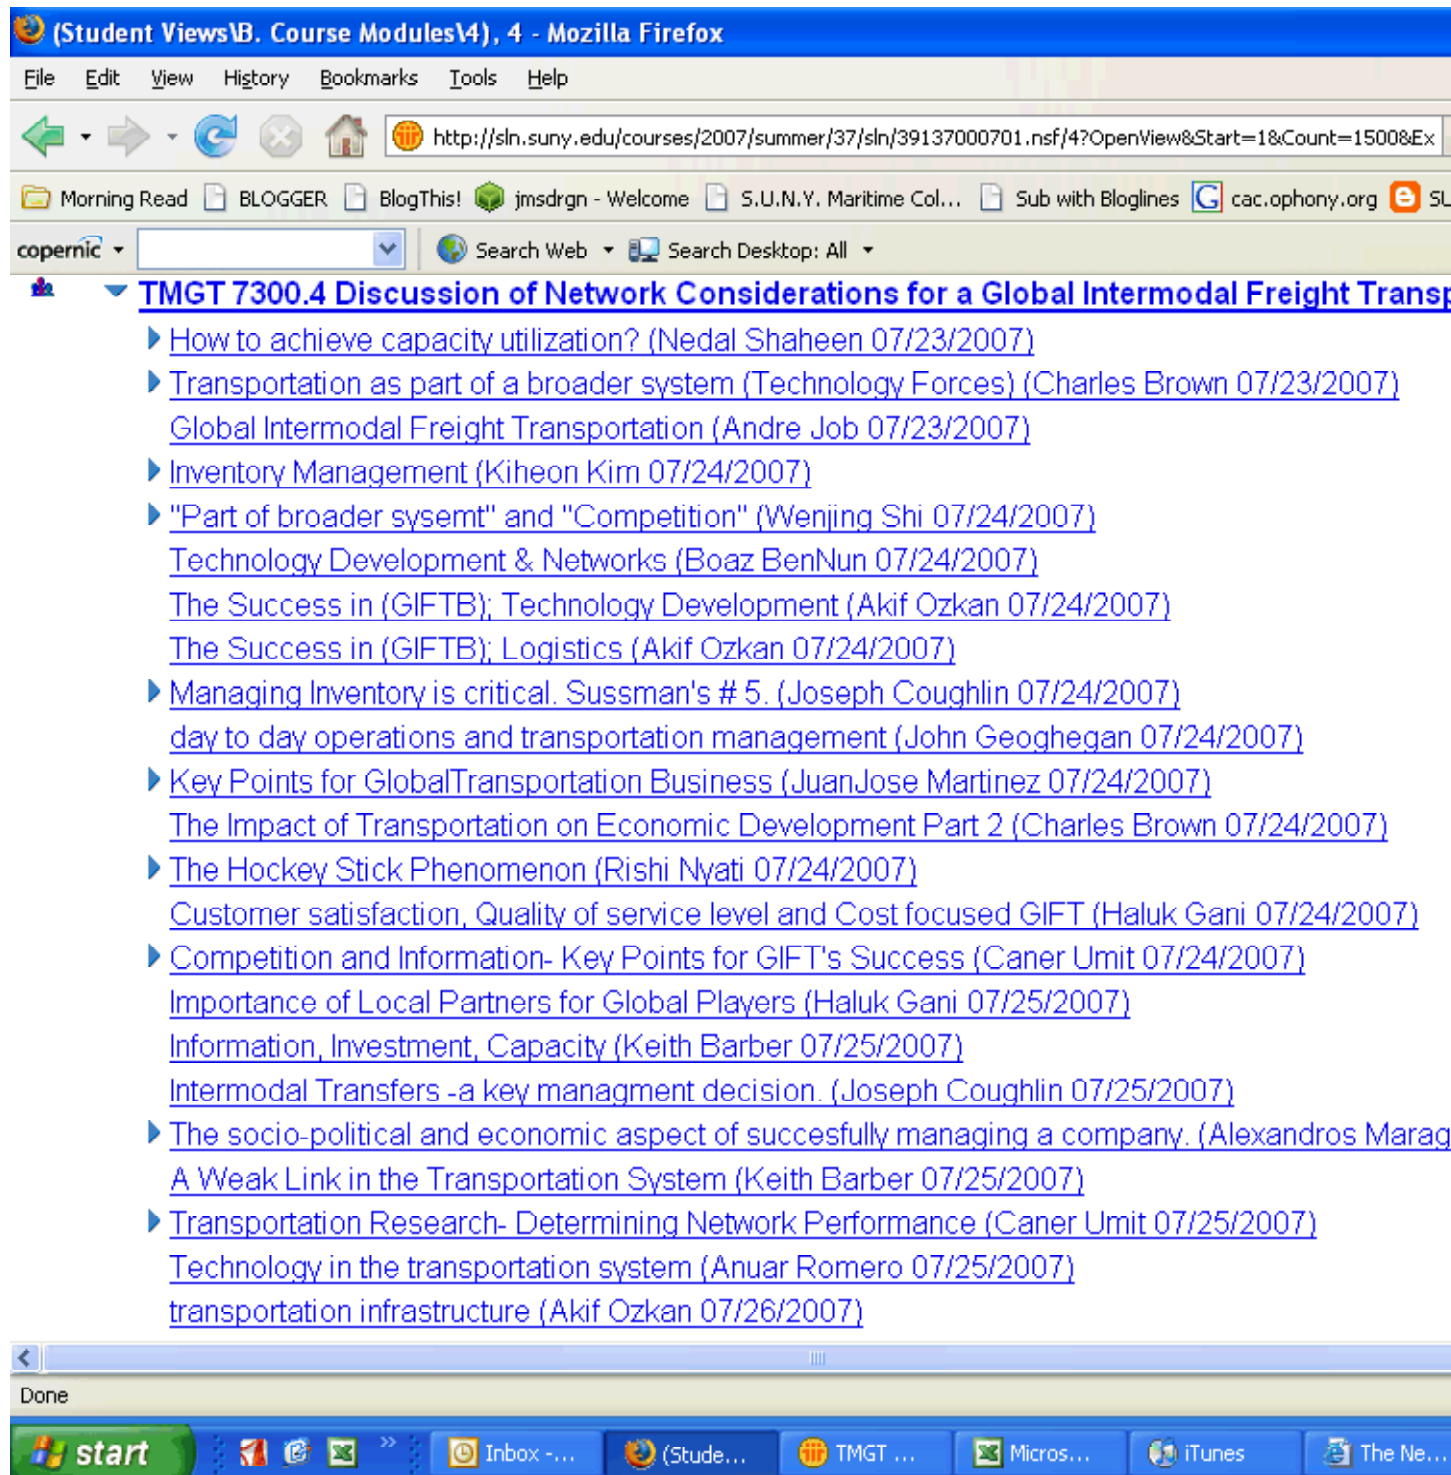 (Student Views\B. Course Modules\4), 4 - Mozilla Firefox
File Edit View History Bookmarks Tools Help
http://sln.suny.edu/courses/2007/summer/37/sln/39137000701.nsf/4?OpenView&Start=1&Count=1500&Ex
Morning Read BLOGGER BlogThis! jmsdrgn - Welcome S.U.N.Y. Maritime Col... Sub with Bloglines G cac.ophony.org SU
copernic Search Web Search Desktop: All
TMGT 7300.4 Discussion of Network Considerations for a Global Intermodal Freight Transp
How to achieve capacity utilization? (Nedal Shaheen 07/23/2007)
Transportation as part of a broader system (Technology Forces) (Charles Brown 07/23/2007)
Global Intermodal Freight Transportation (Andre Job 07/23/2007)
Inventory Management (Kiheon Kim 07/24/2007)
"Part of broader sysemt" and "Competition" (Wenjing Shi 07/24/2007)
Technology Development & Networks (Boaz BenNun 07/24/2007)
The Success in (GIFTB); Technology Development (Akif Ozkan 07/24/2007)
The Success in (GIFTB); Logistics (Akif Ozkan 07/24/2007)
Managing Inventory is critical. Sussman's # 5. (Joseph Coughlin 07/24/2007)
day to day operations and transportation management (John Geoghegan 07/24/2007)
Key Points for GlobalTransportation Business (JuanJose Martinez 07/24/2007)
The Impact of Transportation on Economic Development Part 2 (Charles Brown 07/24/2007)
The Hockey Stick Phenomenon (Rishi Nyati 07/24/2007)
Customer satisfaction, Quality of service level and Cost focused GIFT (Haluk Gani 07/24/2007)
Competition and Information- Key Points for GIFT's Success (Caner Umit 07/24/2007)
Importance of Local Partners for Global Players (Haluk Gani 07/25/2007)
Information, Investment, Capacity (Keith Barber 07/25/2007)
Intermodal Transfers -a key managment decision. (Joseph Coughlin 07/25/2007)
The socio-political and economic aspect of succesfully managing a company. (Alexandros Marag
A Weak Link in the Transportation System (Keith Barber 07/25/2007)
Transportation Research- Determining Network Performance (Caner Umit 07/25/2007)
Technology in the transportation system (Anuar Romero 07/25/2007)
transportation infrastructure (Akif Ozkan 07/26/2007)
Done
start Inbox -... (Stude... TMGT ... Micros... iTunes The Ne...